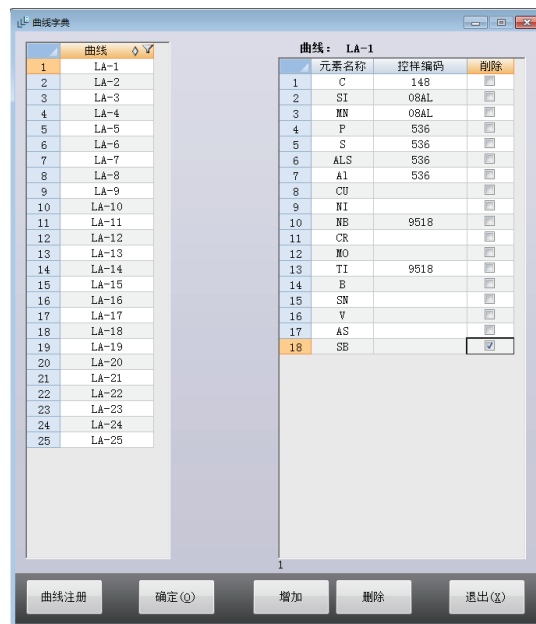 曲线字典
曲线
1 LA-1
2 LA-2
3 LA-3
4 LA-4
5 LA-5
6 LA-6
7 LA-7
8 LA-8
9 LA-9
10 LA-10
11 LA-11
12 LA-12
13 LA-13
14 LA-14
15 LA-15
16 LA-16
17 LA-17
18 LA-18
19 LA-19
20 LA-20
21 LA-21
22 LA-22
23 LA-23
24 LA-24
25 LA-25
曲线： LA-1
元素名称 控样编码 删除
1 C 148
2 SI 08AL
3 MN 08AL
4 P 536
5 S 536
6 ALS 536
7 Al 536
8 CU
9 NI
10 NB 9518
11 CR
12 MO
13 TI 9518
14 B
15 SN
16 V
17 AS
18 SB
1
曲线注册 确定(O) 增加 删除 退出(X)